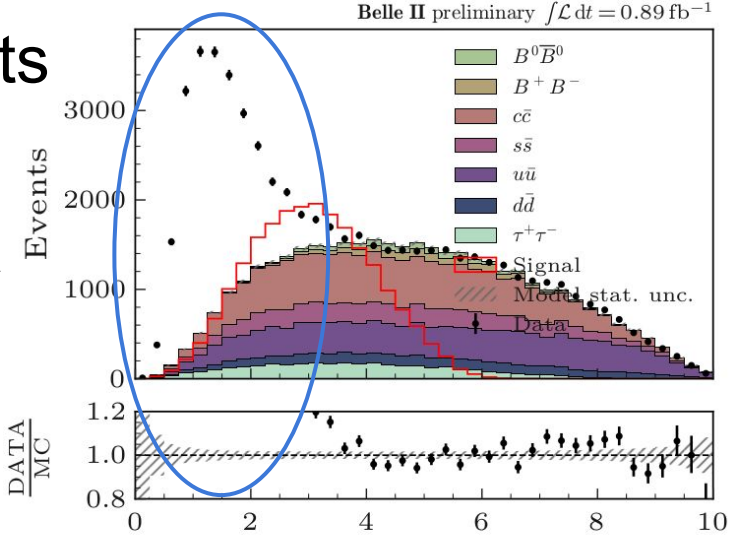 Belle II preliminary ∫ℒ dt = 0.89 fb⁻¹
ts
B⁰B̅⁰
B⁺B⁻
cc̄
ss̄
uū
dd̄
τ⁺τ⁻
Signal
Model stat. unc.
Data
Events
3000
2000
1000
0
1.2
1.0
0.8
DATA
MC
0 2 4 6 8 10